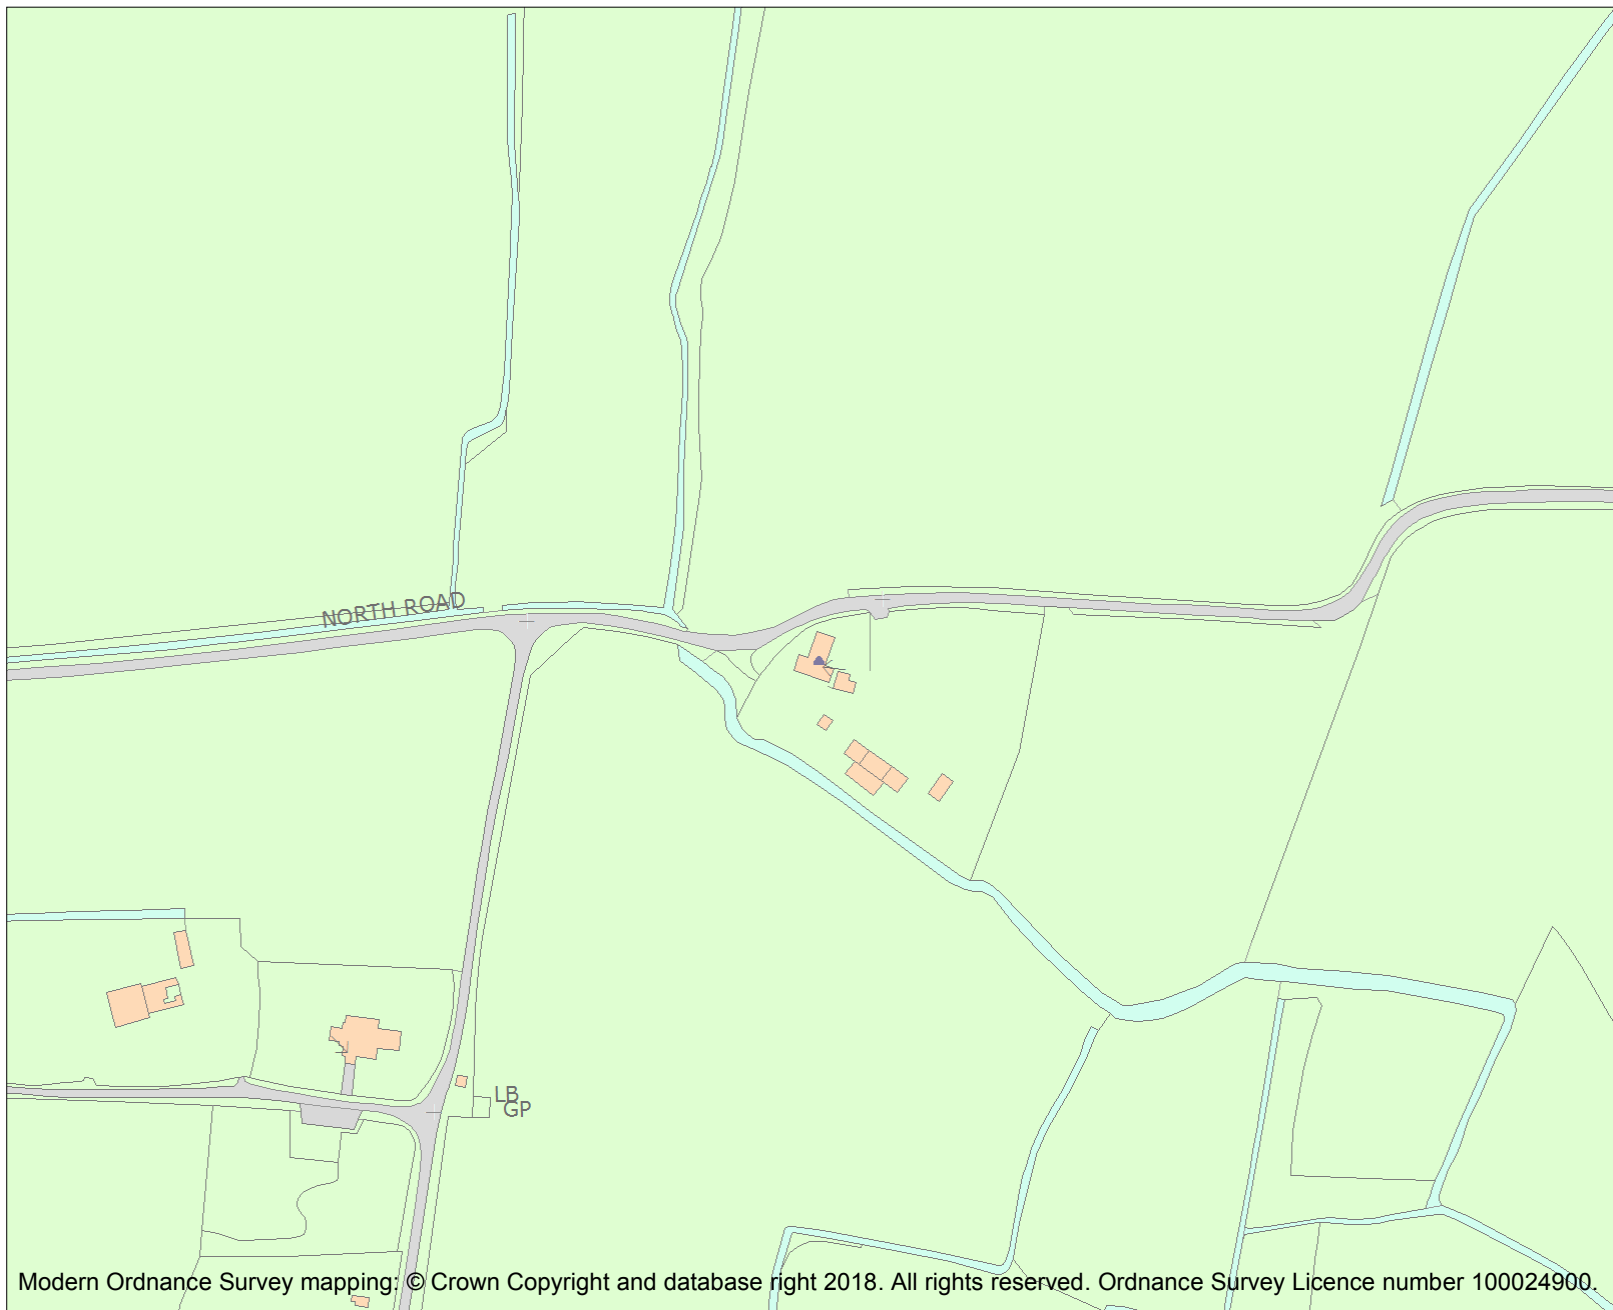 NORTH ROAD
LB
GP
Modern Ordnance Survey mapping: © Crown Copyright and database right 2018. All rights reserved. Ordnance Survey Licence number 100024900.